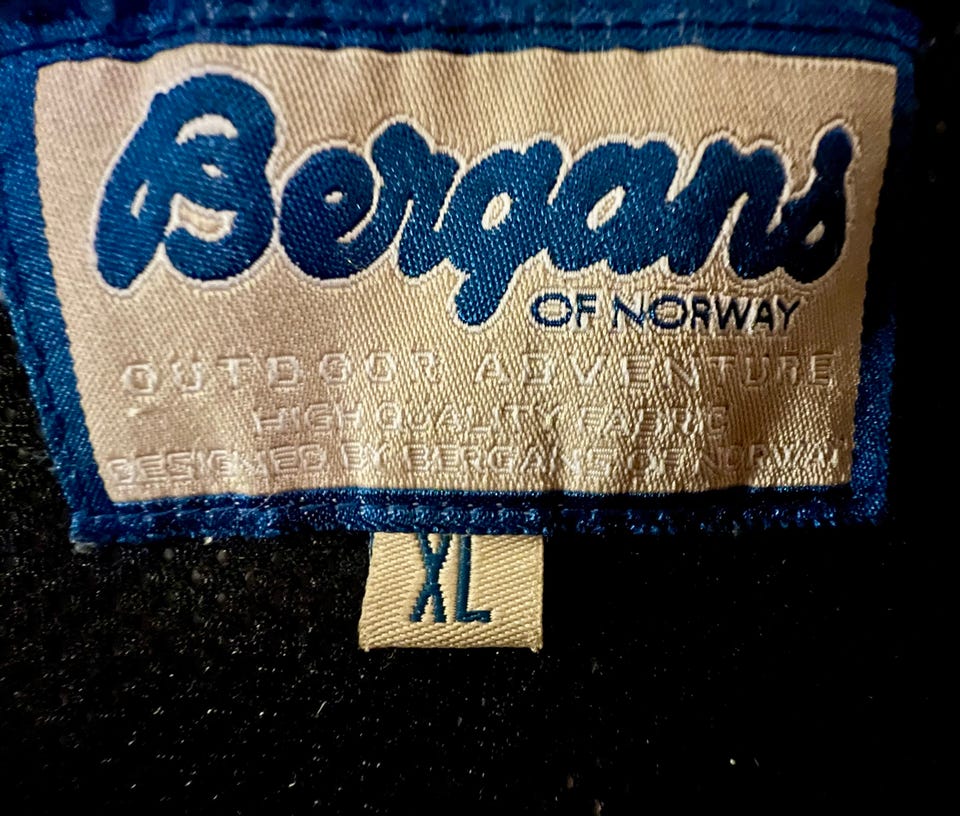 Bergans
OF NORWAY
OUTDOOR ADVENTURE
HIGH QUALITY FABRIC
DESIGNED BY BERGANS OF NORWAY
XL